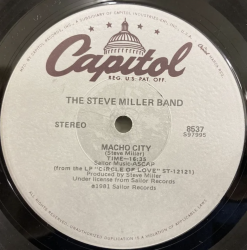 Capitol
REG. U.S. PAT. OFF.
THE STEVE MILLER BAND
STEREO
8537
S97995
MACHO CITY
(Steve Miller)
TIME—16:33
Sailor Music-ASCAP
(from the LP "CIRCLE OF LOVE" ST-12121)
Produced by Steve Miller
Under license from Sailor Records
©1981 Sailor Records